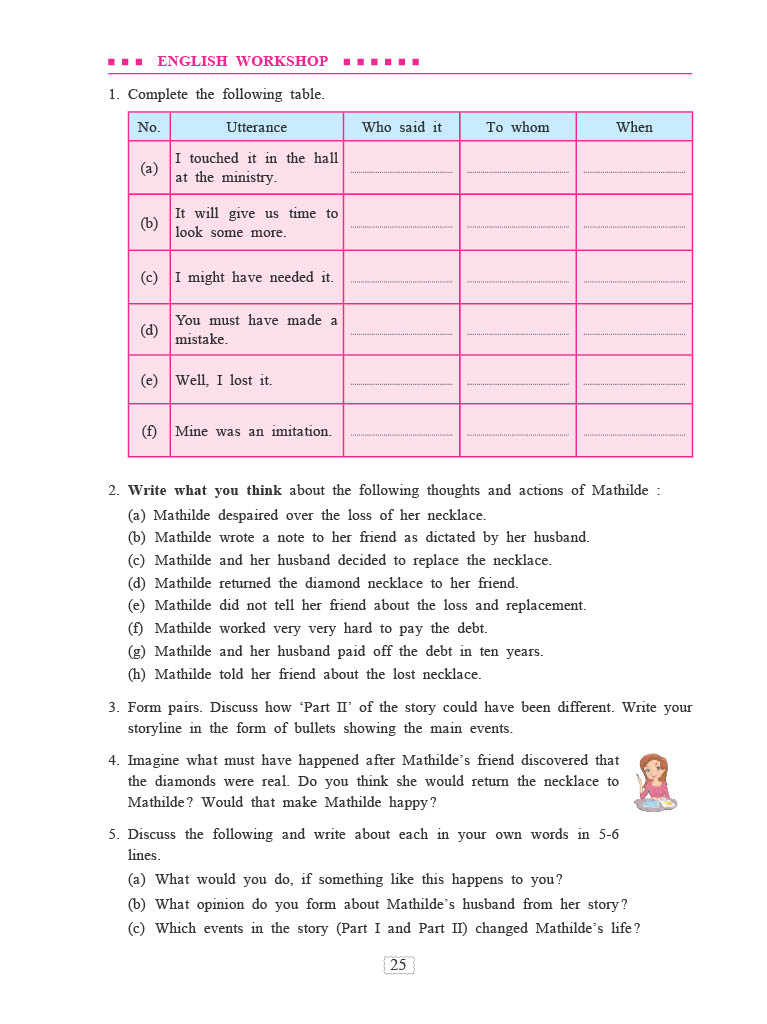 ENGLISH WORKSHOP
1. Complete the following table.
No. Utterance Who said it To whom When
(a) I touched it in the hall
at the ministry.
(b) It will give us time to
look some more.
(c) I might have needed it.
(d) You must have made a
mistake.
(e) Well, I lost it.
(f) Mine was an imitation.
2. Write what you think about the following thoughts and actions of Mathilde :
(a) Mathilde despaired over the loss of her necklace.
(b) Mathilde wrote a note to her friend as dictated by her husband.
(c) Mathilde and her husband decided to replace the necklace.
(d) Mathilde returned the diamond necklace to her friend.
(e) Mathilde did not tell her friend about the loss and replacement.
(f) Mathilde worked very very hard to pay the debt.
(g) Mathilde and her husband paid off the debt in ten years.
(h) Mathilde told her friend about the lost necklace.
3. Form pairs. Discuss how ‘Part II’ of the story could have been different. Write your
storyline in the form of bullets showing the main events.
4. Imagine what must have happened after Mathilde’s friend discovered that
the diamonds were real. Do you think she would return the necklace to
Mathilde? Would that make Mathilde happy?
5. Discuss the following and write about each in your own words in 5-6
lines.
(a) What would you do, if something like this happens to you?
(b) What opinion do you form about Mathilde’s husband from her story?
(c) Which events in the story (Part I and Part II) changed Mathilde’s life?
25